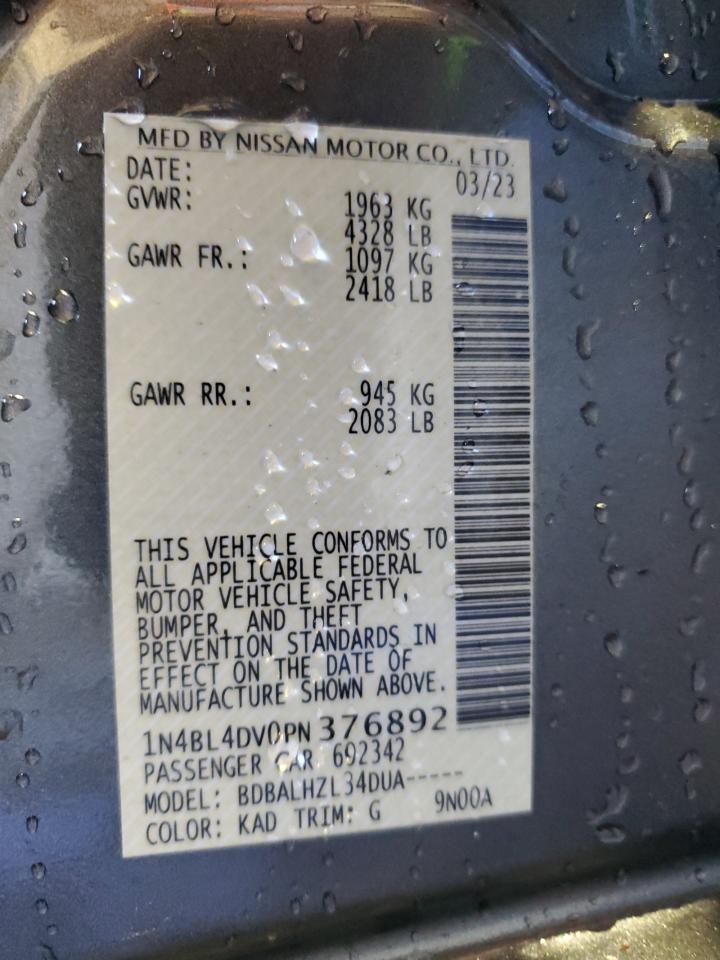 MFD BY NISSAN MOTOR CO., LTD.
DATE: 03/23
GVWR: 1963 KG
4328 LB
GAWR FR.: 1097 KG
2418 LB
GAWR RR.: 945 KG
2083 LB
THIS VEHICLE CONFORMS TO
ALL APPLICABLE FEDERAL
MOTOR VEHICLE SAFETY,
BUMPER, AND THEFT
PREVENTION STANDARDS IN
EFFECT ON THE DATE OF
MANUFACTURE SHOWN ABOVE.
1N4BL4DV0PN376892
PASSENGER CAR 692342
MODEL: BDBALHZL34DUA-----
COLOR: KAD TRIM: G 9N00A